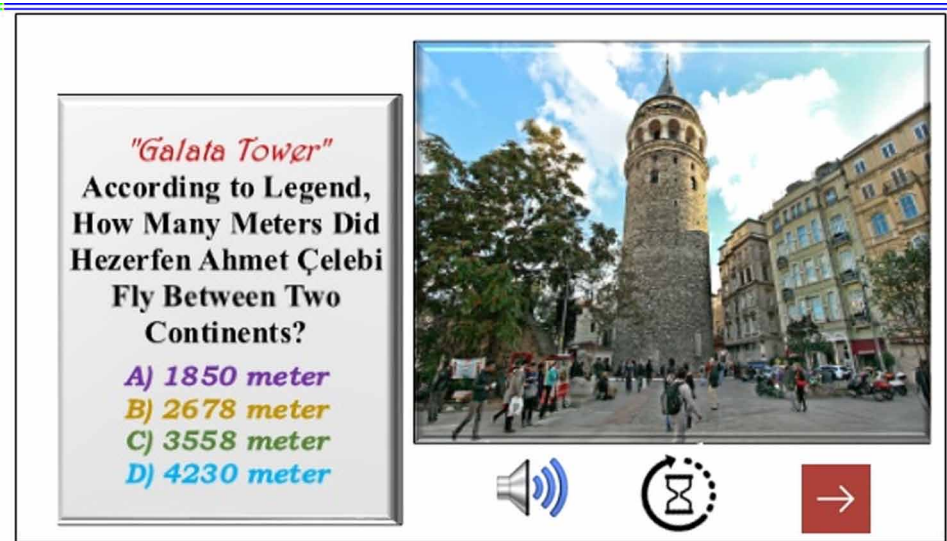 "Galata Tower"
According to Legend,
How Many Meters Did
Hezerfen Ahmet Çelebi
Fly Between Two
Continents?
A) 1850 meter
B) 2678 meter
C) 3558 meter
D) 4230 meter